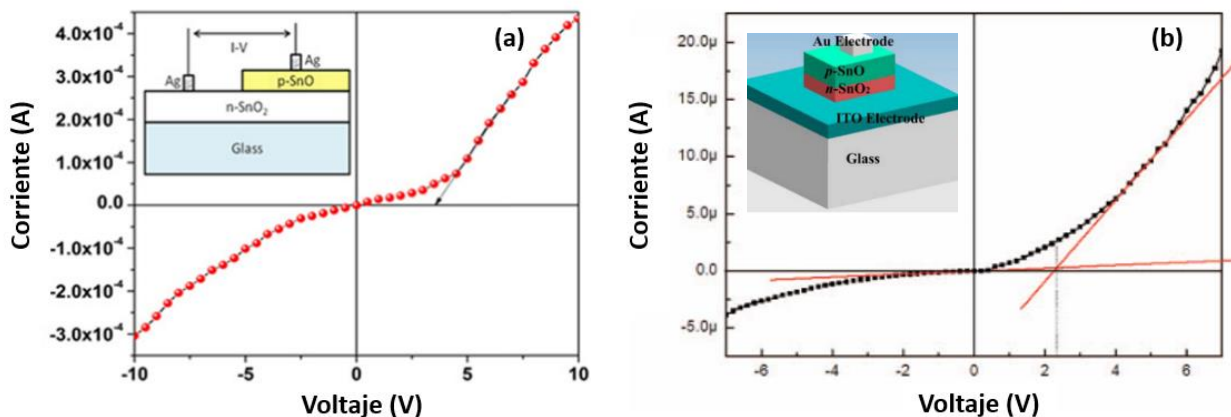 (a)
Corriente (A)
4.0x10⁻⁴
3.0x10⁻⁴
2.0x10⁻⁴
1.0x10⁻⁴
0.0
-1.0x10⁻⁴
-2.0x10⁻⁴
-3.0x10⁻⁴
-10
-5
0
5
10
Voltaje (V)
I-V
Ag
Ag
p-SnO
n-SnO₂
Glass
(b)
Corriente (A)
20.0µ
15.0µ
10.0µ
5.0µ
0.0
-5.0µ
-6
-4
-2
0
2
4
6
Voltaje (V)
Au Electrode
p-SnO
n-SnO₂
ITO Electrode
Glass